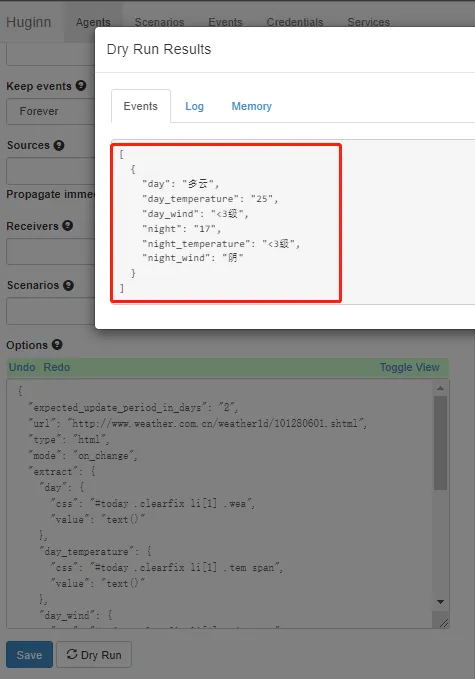 Huginn Agents Scenarios Events Credentials Services
Dry Run Results
Events Log Memory
[
{
"day": "多云",
"day_temperature": "25",
"day_wind": "<3级",
"night": "17",
"night_temperature": "<3级",
"night_wind": "阴"
}
]
Keep events
Forever
Sources
Propagate imme
Receivers
Scenarios
Options
Undo Redo Toggle View
{
"expected_update_period_in_days": "2",
"url": "http://www.weather.com.cn/weather1d/101280601.shtml",
"type": "html",
"mode": "on_change",
"extract": {
"day": {
"css": "#today .clearfix li[1] .wea",
"value": "text()"
},
"day_temperature": {
"css": "#today .clearfix li[1] .tem span",
"value": "text()"
},
"day_wind": {
Save Dry Run